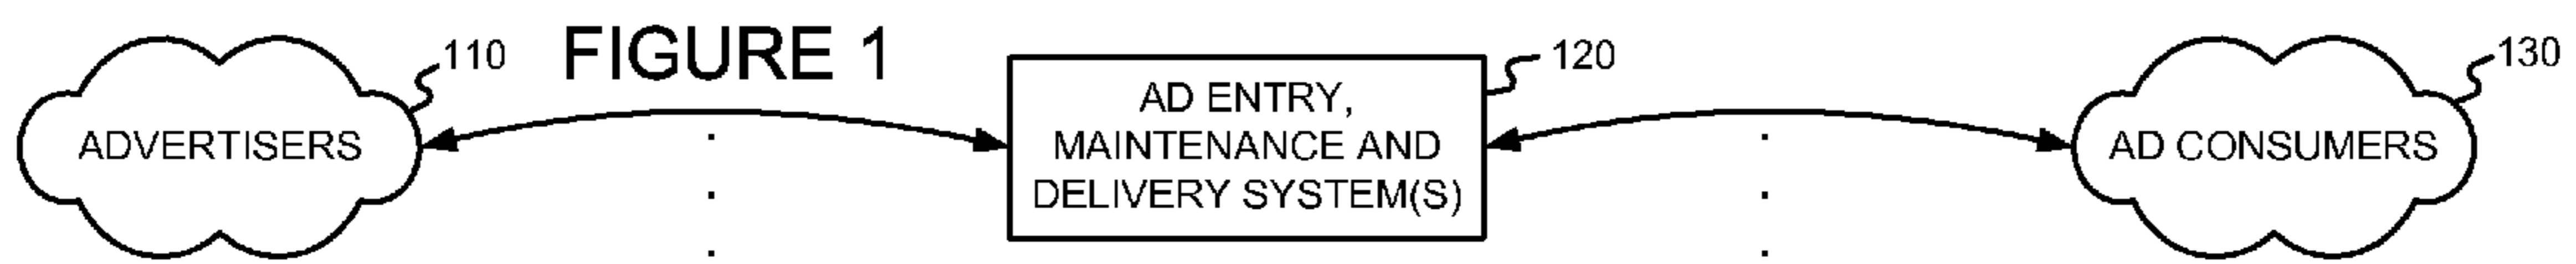 FIGURE 1
110
120
130
ADVERTISERS
AD ENTRY,
MAINTENANCE AND
DELIVERY SYSTEM(S)
AD CONSUMERS